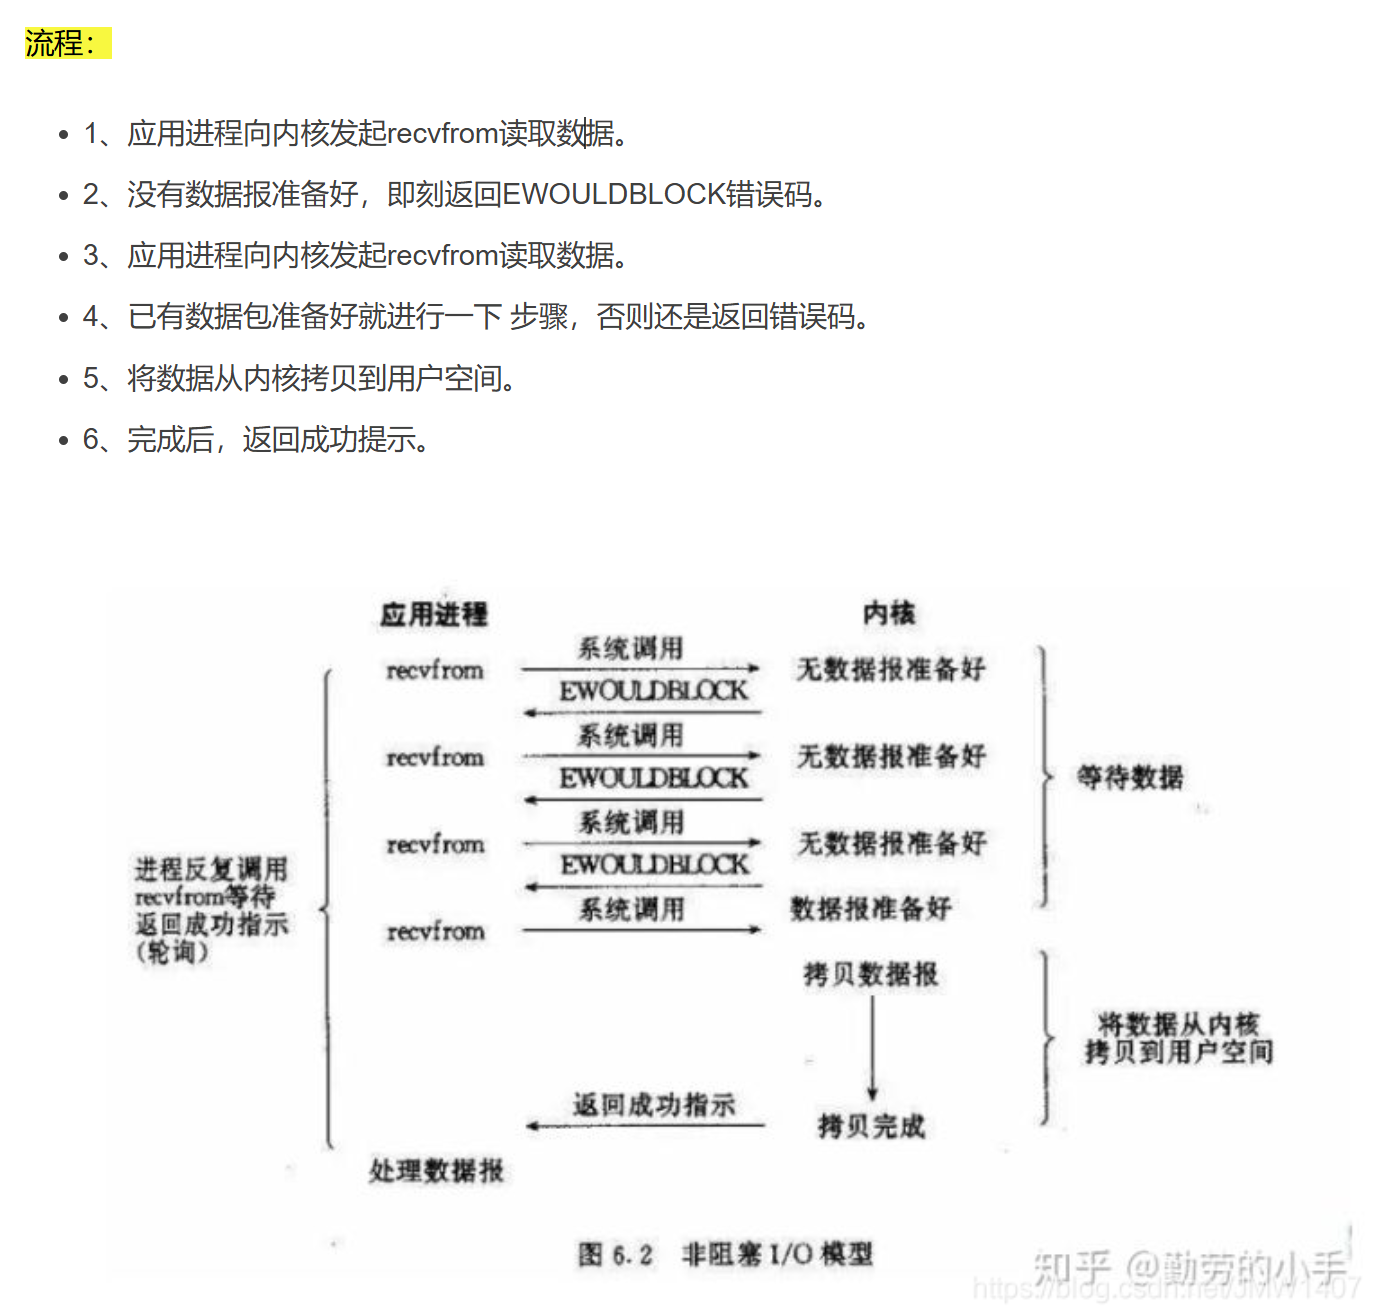 流程：
1、应用进程向内核发起recvfrom读取数据。
2、没有数据报准备好，即刻返回EWOULDBLOCK错误码。
3、应用进程向内核发起recvfrom读取数据。
4、已有数据包准备好就进行一下 步骤，否则还是返回错误码。
5、将数据从内核拷贝到用户空间。
6、完成后，返回成功提示。
应用进程 内核
系统调用
recvfrom 无数据报准备好
EWOULDBLOCK
系统调用
recvfrom 无数据报准备好
EWOULDBLOCK
等待数据
系统调用
recvfrom 无数据报准备好
EWOULDBLOCK
进程反复调用
recvfrom等待
返回成功指示
(轮询)
系统调用 数据报准备好
recvfrom
拷贝数据报
将数据从内核
拷贝到用户空间
返回成功指示
拷贝完成
处理数据报
图 6.2 非阻塞 I/O 模型
知乎 @勤劳的小手
https://blog.csdn.net/JMW1407